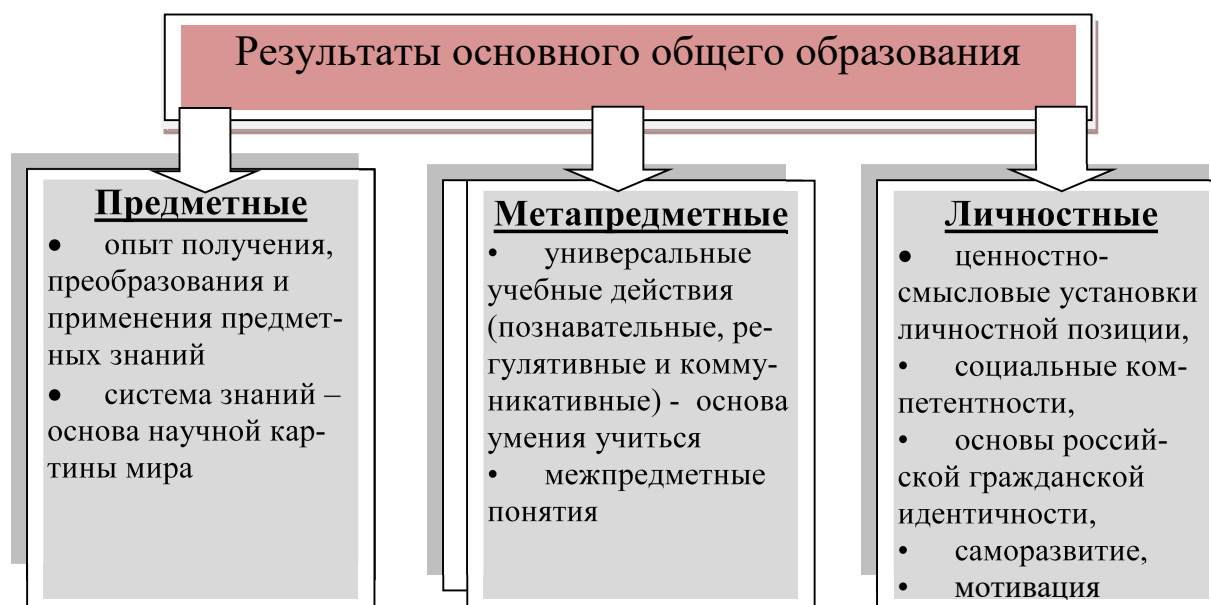 Результаты основного общего образования
Предметные
• опыт получения,
преобразования и
применения предмет-
ных знаний
• система знаний –
основа научной кар-
тины мира
Метапредметные
• универсальные
учебные действия
(познавательные, ре-
гулятивные и комму-
никативные) - основа
умения учиться
• межпредметные
понятия
Личностные
• ценностно-
смысловые установки
личностной позиции,
• социальные ком-
петентности,
• основы россий-
ской гражданской
идентичности,
• саморазвитие,
• мотивация